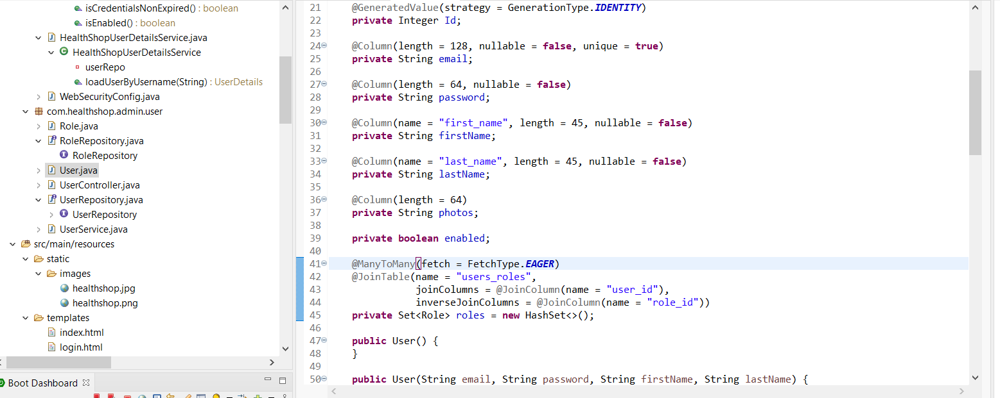 isCredentialsNonExpired() : boolean
isEnabled() : boolean
HealthShopUserDetailsService.java
HealthShopUserDetailsService
userRepo
loadUserByUsername(String) : UserDetails
WebSecurityConfig.java
com.healthshop.admin.user
Role.java
RoleRepository.java
RoleRepository
User.java
UserController.java
UserRepository.java
UserRepository
UserService.java
src/main/resources
static
images
healthshop.jpg
healthshop.png
templates
index.html
login.html
Boot Dashboard
21 @GeneratedValue(strategy = GenerationType.IDENTITY)
22 private Integer Id;
23
24 @Column(length = 128, nullable = false, unique = true)
25 private String email;
26
27 @Column(length = 64, nullable = false)
28 private String password;
29
30 @Column(name = "first_name", length = 45, nullable = false)
31 private String firstName;
32
33 @Column(name = "last_name", length = 45, nullable = false)
34 private String lastName;
35
36 @Column(length = 64)
37 private String photos;
38
39 private boolean enabled;
40
41 @ManyToMany(fetch = FetchType.EAGER)
42 @JoinTable(name = "users_roles",
43 joinColumns = @JoinColumn(name = "user_id"),
44 inverseJoinColumns = @JoinColumn(name = "role_id"))
45 private Set<Role> roles = new HashSet<>();
46
47 public User() {
48 }
49
50 public User(String email, String password, String firstName, String lastName) {